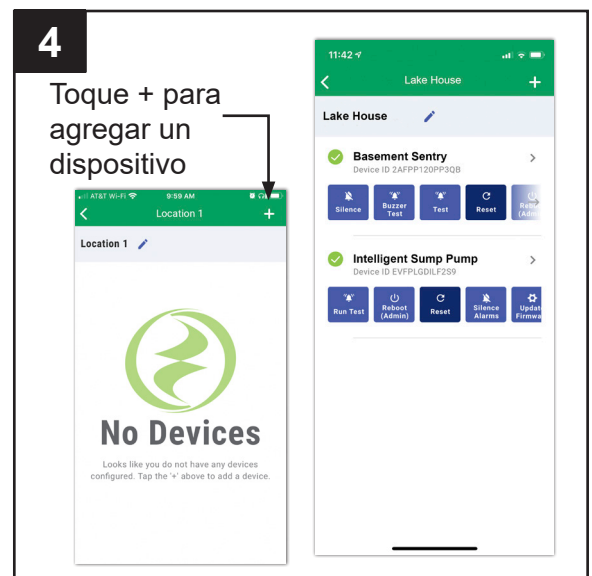 4
Toque + para
agregar un
dispositivo
AT&T Wi-Fi 9:59 AM
Location 1 +
Location 1
No Devices
Looks like you do not have any devices
configured. Tap the '+' above to add a device.
11:42
Lake House +
Lake House
Basement Sentry
Device ID 2AFPP120PP3QB
Silence Buzzer Test Test Reset
Intelligent Sump Pump
Device ID EVFPLGDILF2S9
Run Test Reboot (Admin) Reset Silence Alarms Updat Firmwa